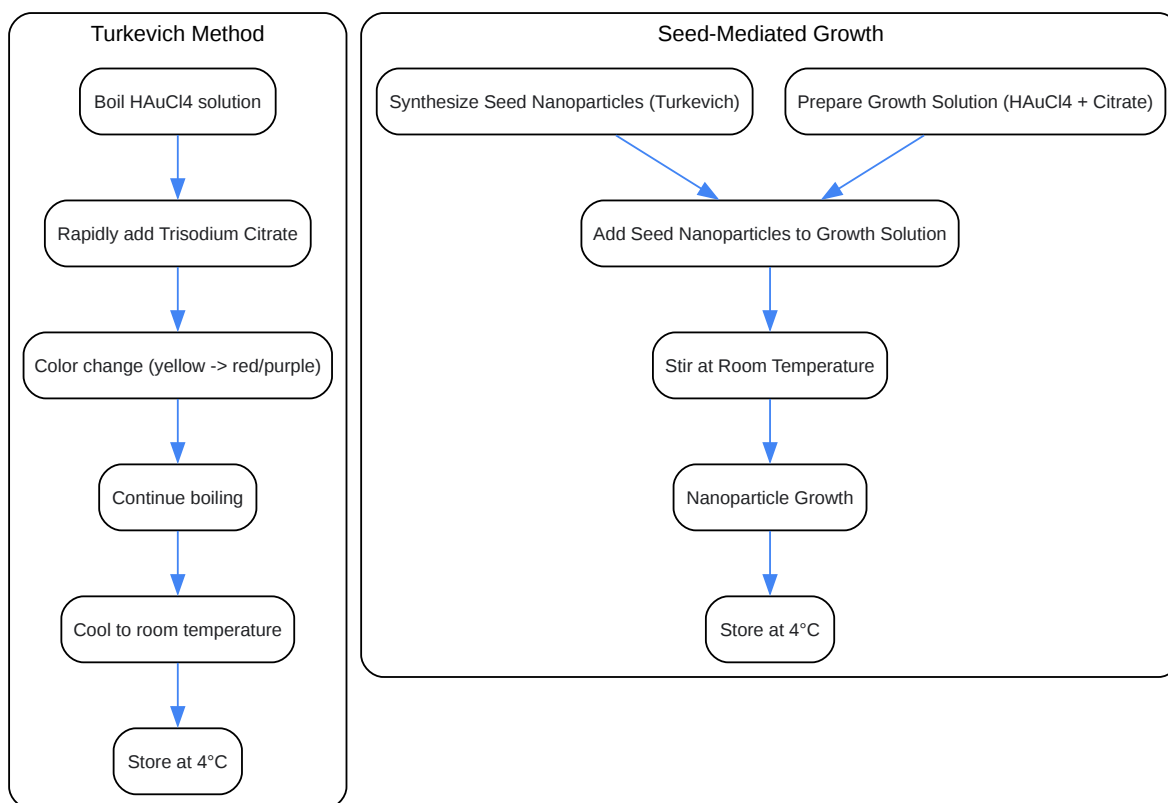 Turkevich Method
Boil HAuCl4 solution
Rapidly add Trisodium Citrate
Color change (yellow -> red/purple)
Continue boiling
Cool to room temperature
Store at 4°C
Seed-Mediated Growth
Synthesize Seed Nanoparticles (Turkevich)
Prepare Growth Solution (HAuCl4 + Citrate)
Add Seed Nanoparticles to Growth Solution
Stir at Room Temperature
Nanoparticle Growth
Store at 4°C